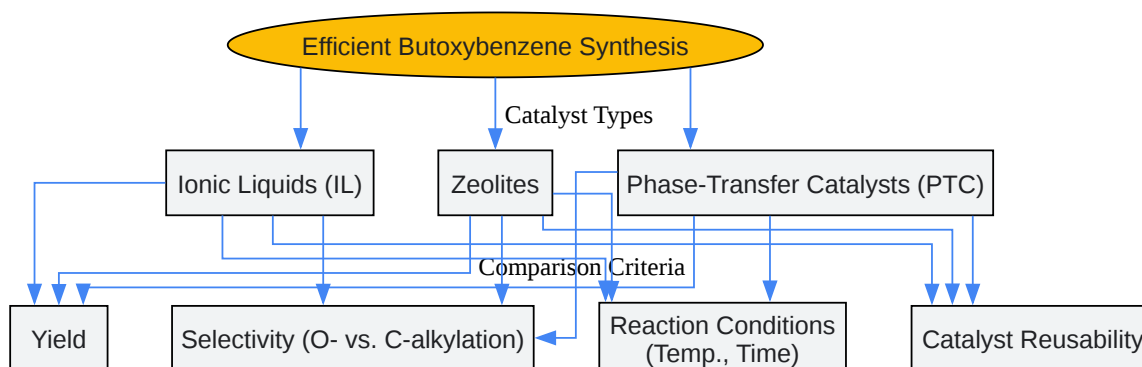 Efficient Butoxybenzene Synthesis
Catalyst Types
Ionic Liquids (IL)
Zeolites
Phase-Transfer Catalysts (PTC)
Comparison Criteria
Yield
Selectivity (O- vs. C-alkylation)
Reaction Conditions
(Temp., Time)
Catalyst Reusability